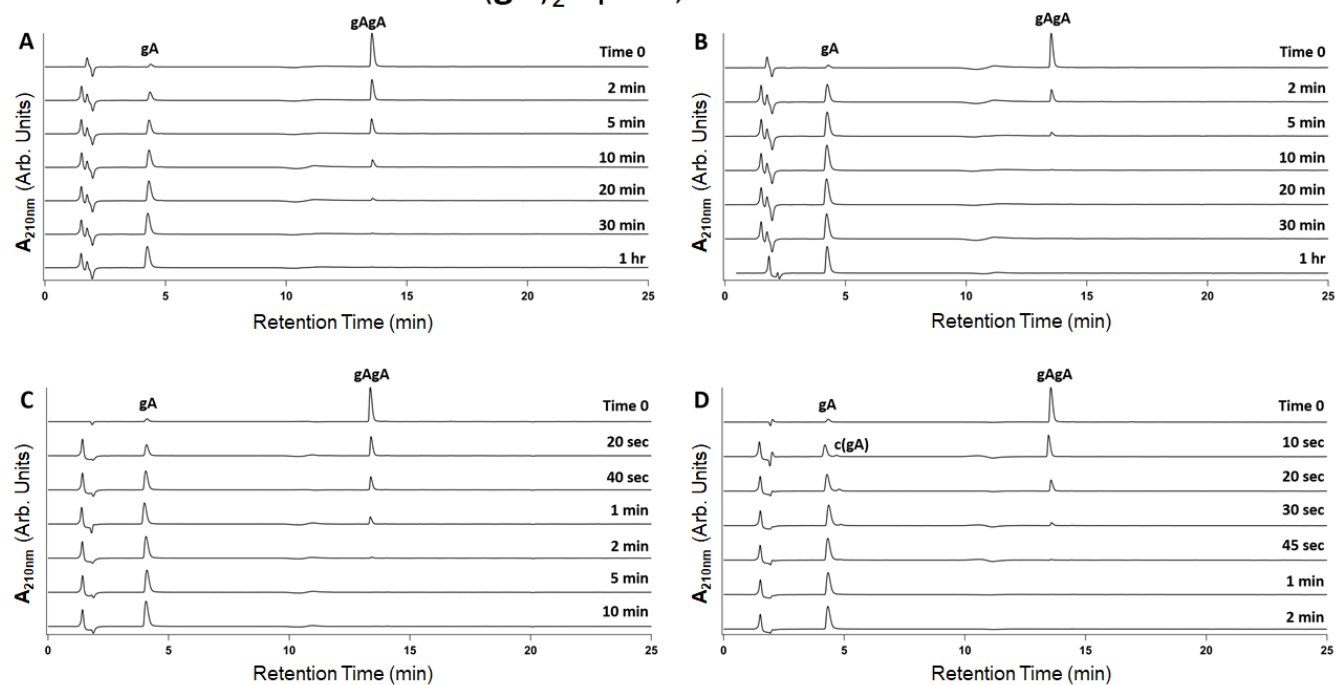 A
gA
gAgA
Time 0
2 min
5 min
10 min
20 min
30 min
1 hr
A210nm (Arb. Units)
0 5 10 15 20 25
Retention Time (min)
B
gA
gAgA
Time 0
2 min
5 min
10 min
20 min
30 min
1 hr
A210nm (Arb. Units)
0 5 10 15 20 25
Retention Time (min)
C
gA
gAgA
Time 0
20 sec
40 sec
1 min
2 min
5 min
10 min
A210nm (Arb. Units)
0 5 10 15 20 25
Retention Time (min)
D
gA
gAgA
Time 0
c(gA)
10 sec
20 sec
30 sec
45 sec
1 min
2 min
A210nm (Arb. Units)
0 5 10 15 20 25
Retention Time (min)